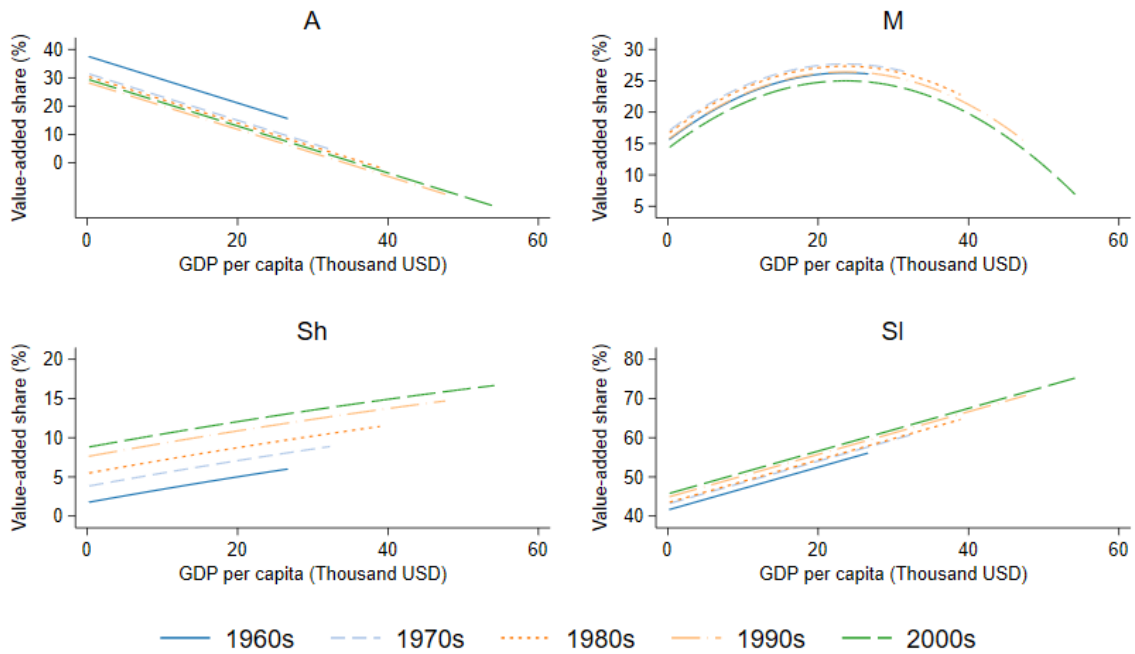 A
Value-added share (%)
40
30
20
10
0
0 20 40 60
GDP per capita (Thousand USD)
M
Value-added share (%)
30
25
20
15
10
5
0 20 40 60
GDP per capita (Thousand USD)
Sh
Value-added share (%)
20
15
10
5
0
0 20 40 60
GDP per capita (Thousand USD)
Sl
Value-added share (%)
80
70
60
50
40
0 20 40 60
GDP per capita (Thousand USD)
1960s 1970s 1980s 1990s 2000s